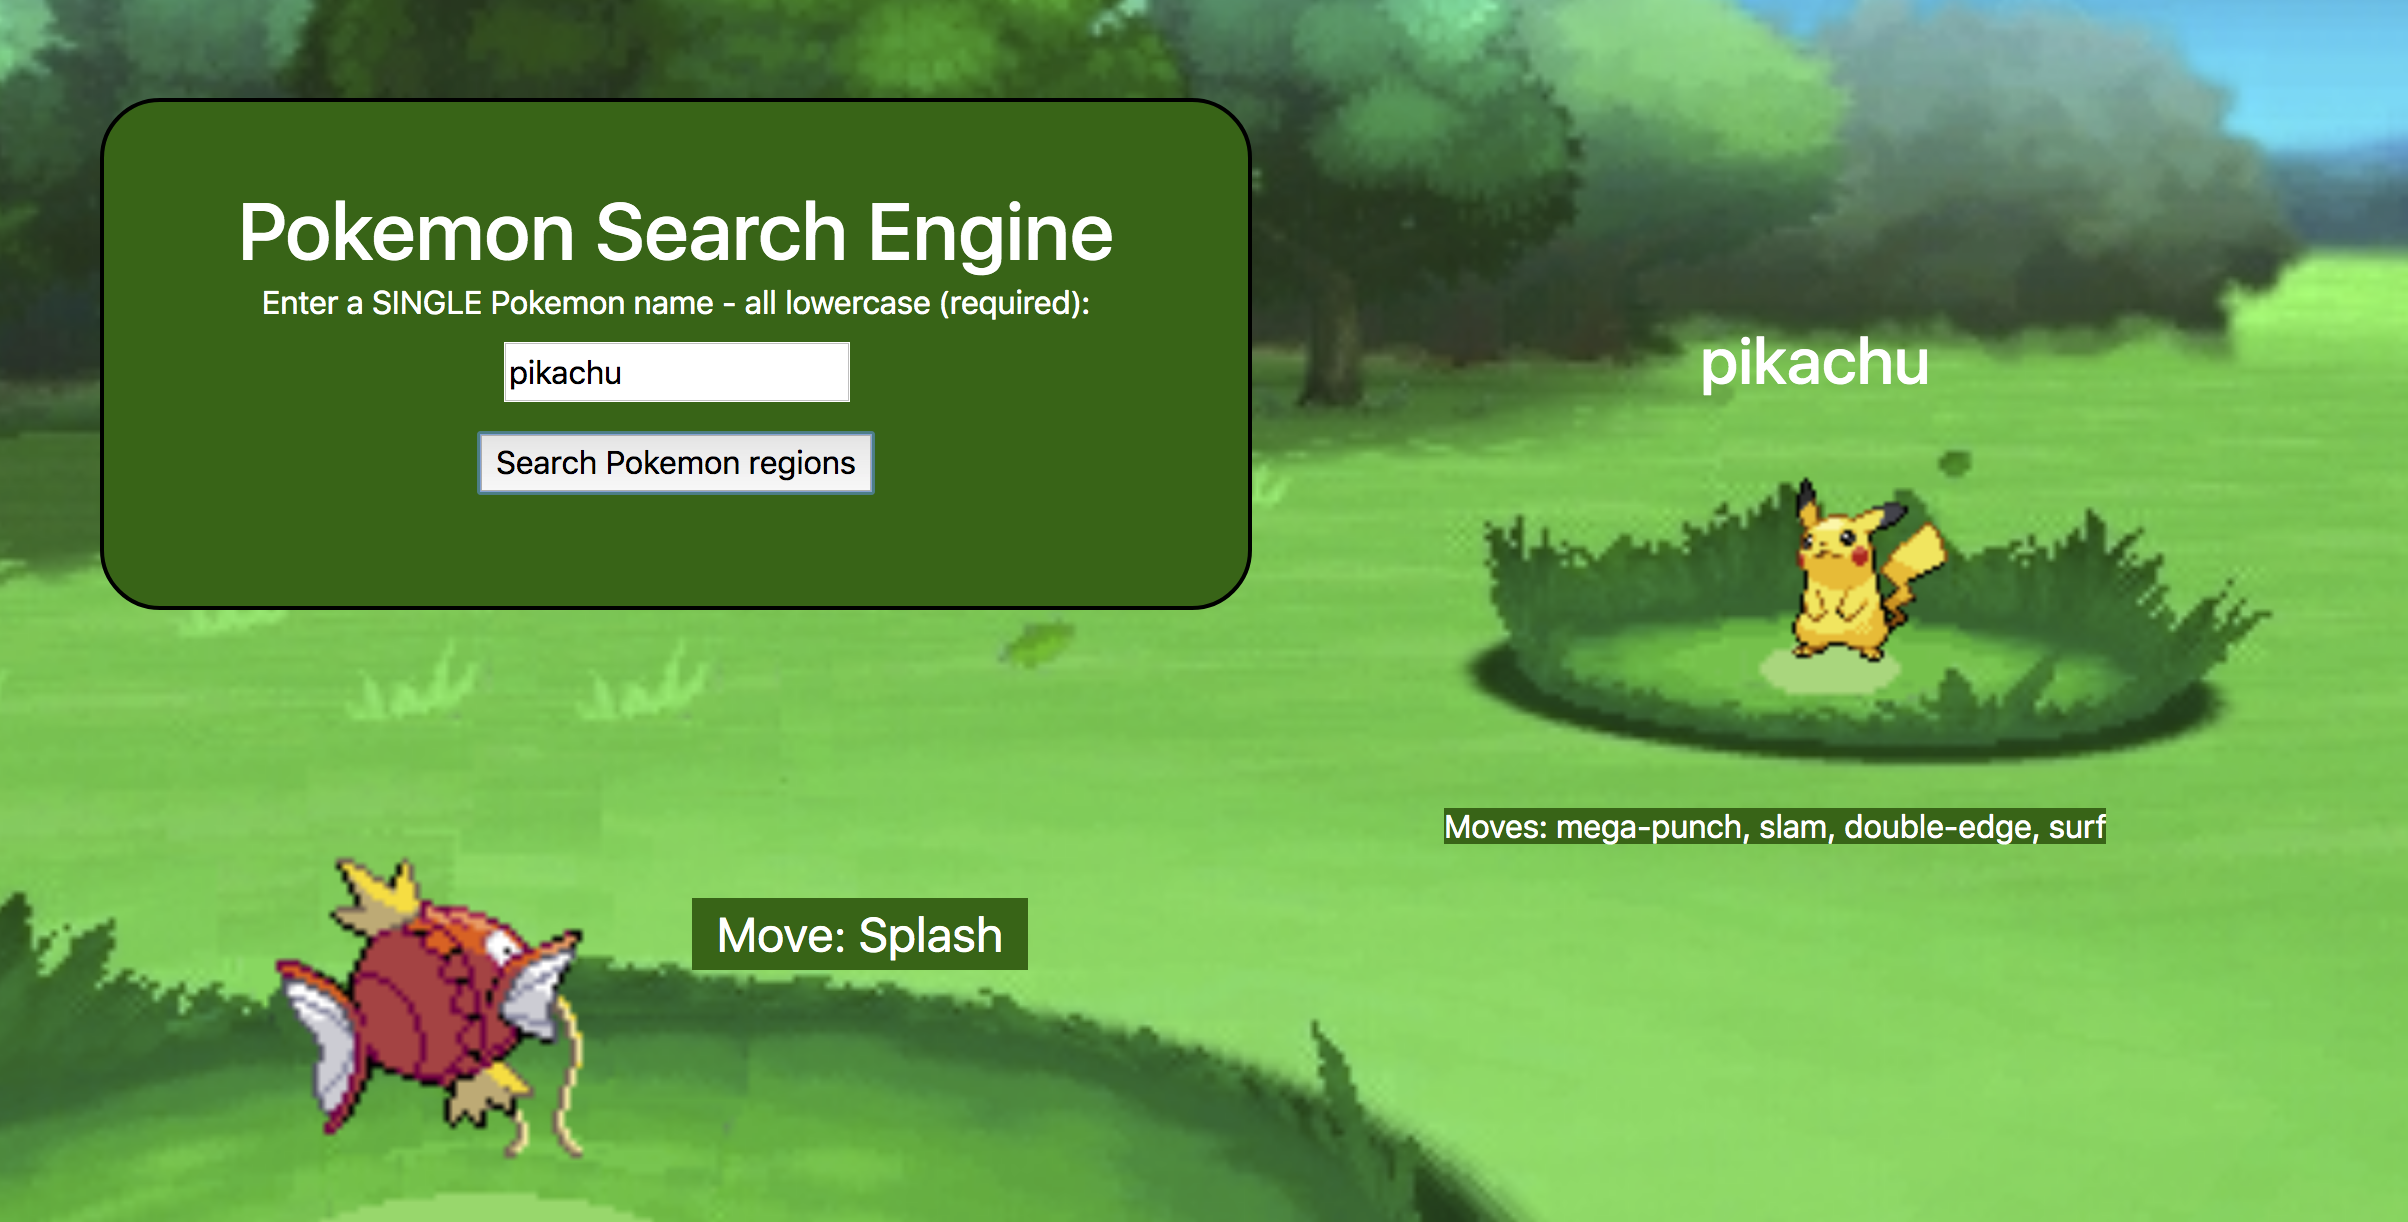 Pokemon Search Engine
Enter a SINGLE Pokemon name - all lowercase (required):
pikachu
Search Pokemon regions
pikachu
Moves: mega-punch, slam, double-edge, surf
Move: Splash